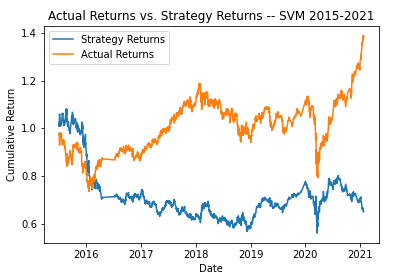 Actual Returns vs. Strategy Returns -- SVM 2015-2021
Strategy Returns
Actual Returns
Cumulative Return
1.4
1.2
1.0
0.8
0.6
2016 2017 2018 2019 2020 2021
Date